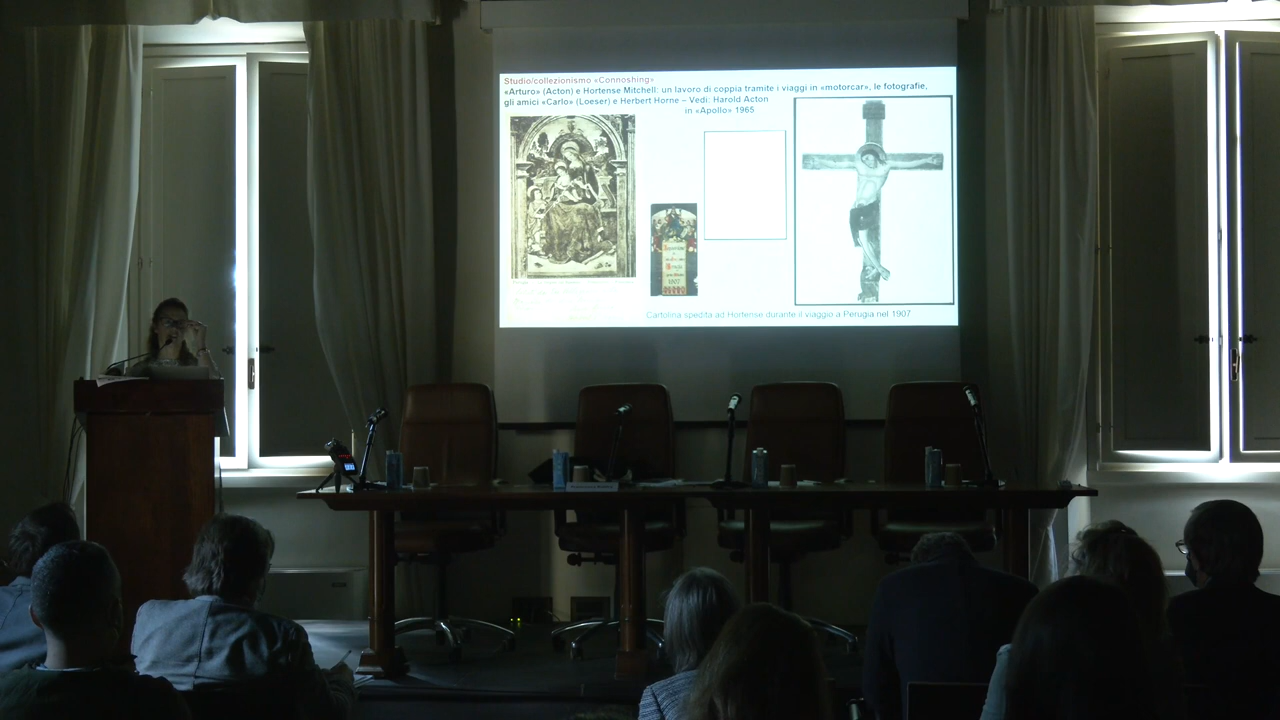 Studio/collezionismo «Connoshing»
«Arturo» (Acton) e Hortense Mitchell: un lavoro di coppia tramite i viaggi in «motorcar», le fotografie,
gli amici «Carlo» (Loeser) e Herbert Horne – Vedi: Harold Acton
in «Apollo» 1965
1907
Cartolina spedita ad Hortense durante il viaggio a Perugia nel 1907